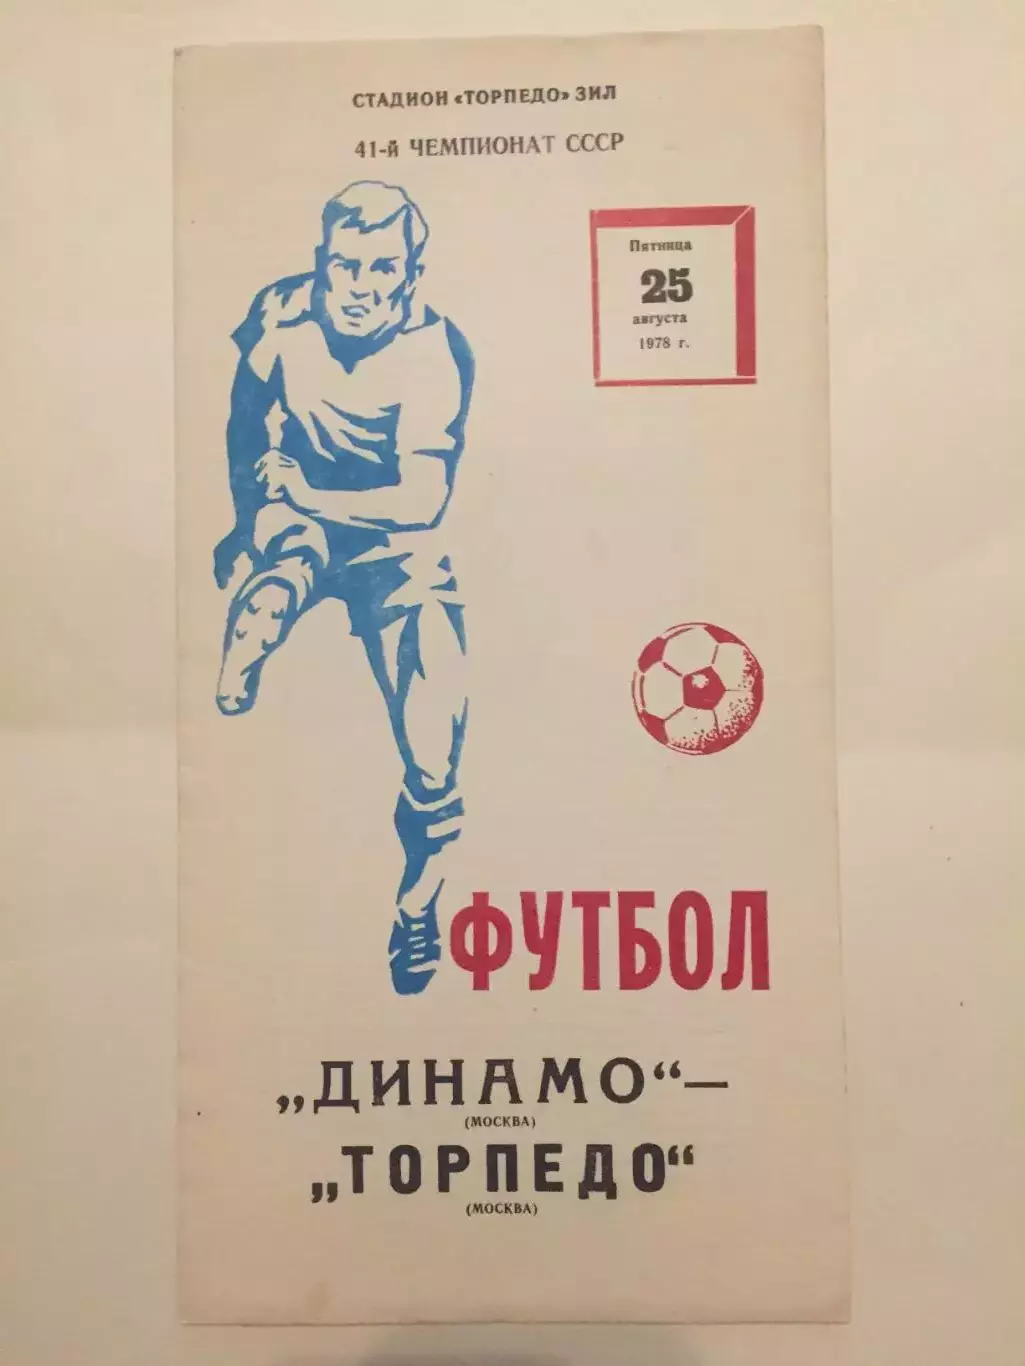 СТАДИОН «ТОРПЕДО» ЗИЛ
41-й ЧЕМПИОНАТ СССР
Пятница
25
августа
1978 г.
ФУТБОЛ
„ДИНАМО“—
(МОСКВА)
„ТОРПЕДО“
(МОСКВА)